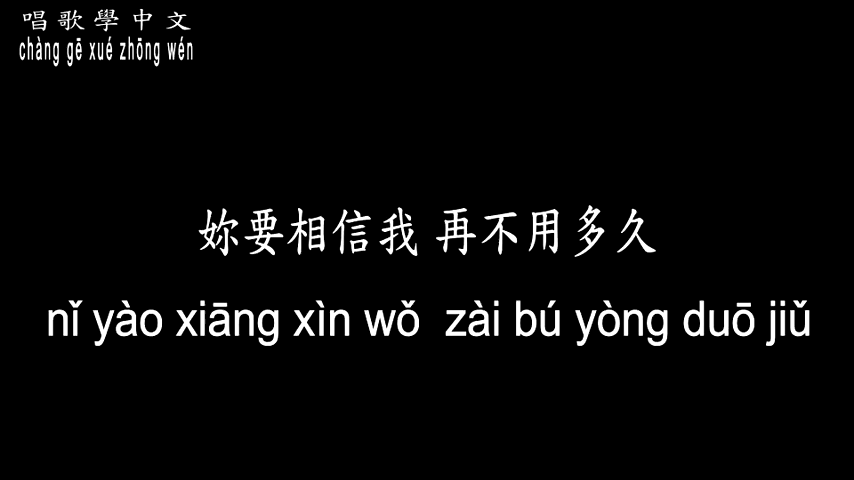 唱歌學中文
chàng gē xué zhōng wén
妳要相信我 再不用多久
nǐ yào xiāng xìn wǒ zài bú yòng duō jiǔ